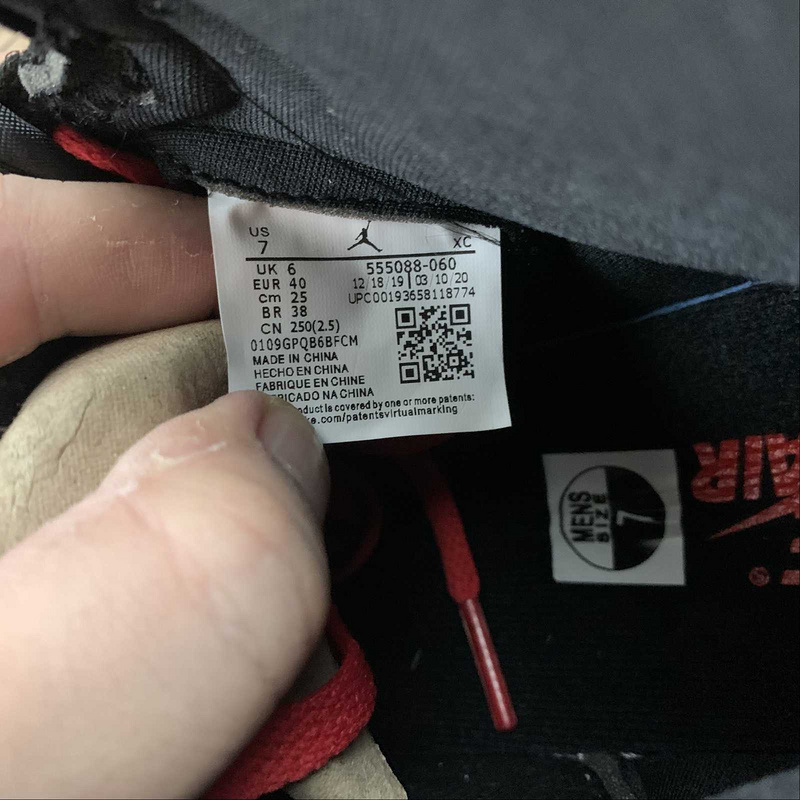 US
7
XC
UK 6
555088-060
EUR 40
12/18/19 | 03/10/20
cm 25
UPC00193658118774
BR 38
CN 250(2.5)
0109GPQB6BFCM
MADE IN CHINA
HECHO EN CHINA
FABRIQUE EN CHINE
RICADO NA CHINA
oduct is covered by one or more patents:
ke.com/patentsvirtualmarking
MENS
SIZE
7
AIR
®